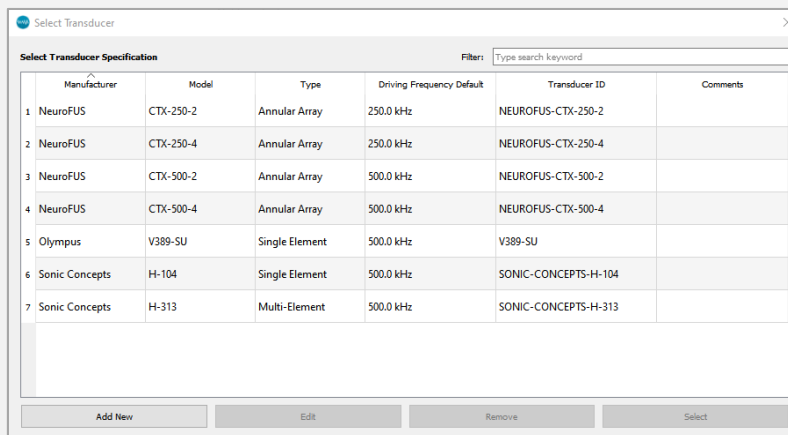 Select Transducer
Select Transducer Specification Filter: Type search keyword
Manufacturer Model Type Driving Frequency Default Transducer ID Comments
1 NeuroFUS CTX-250-2 Annular Array 250.0 kHz NEUROFUS-CTX-250-2
2 NeuroFUS CTX-250-4 Annular Array 250.0 kHz NEUROFUS-CTX-250-4
3 NeuroFUS CTX-500-2 Annular Array 500.0 kHz NEUROFUS-CTX-500-2
4 NeuroFUS CTX-500-4 Annular Array 500.0 kHz NEUROFUS-CTX-500-4
5 Olympus V389-SU Single Element 500.0 kHz V389-SU
6 Sonic Concepts H-104 Single Element 500.0 kHz SONIC-CONCEPTS-H-104
7 Sonic Concepts H-313 Multi-Element 500.0 kHz SONIC-CONCEPTS-H-313
Add New Edit Remove Select